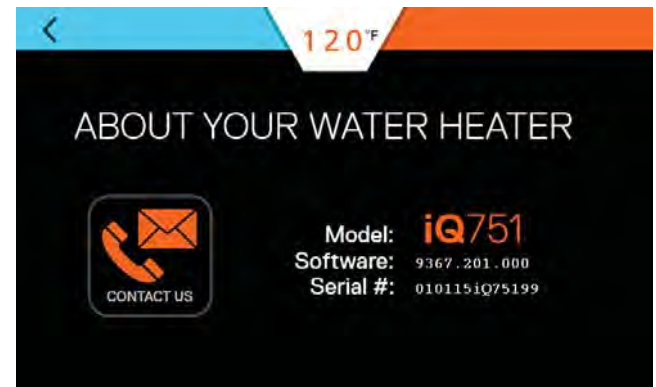 120°F
ABOUT YOUR WATER HEATER
Model: iQ751
Software: 9367.201.000
CONTACT US
Serial #: 010115iQ75199